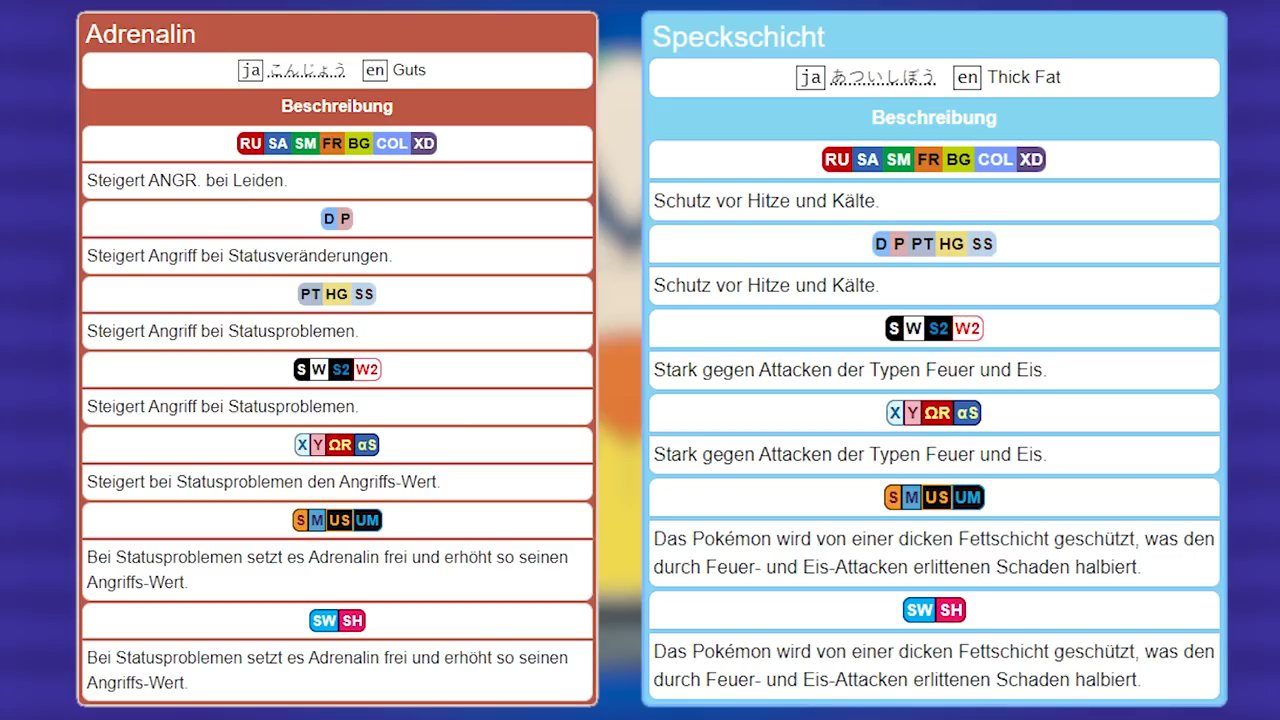 Adrenalin
ja こんじょう en Guts
Beschreibung
RU SA SM FR BG COL XD
Steigert ANGR. bei Leiden.
D P
Steigert Angriff bei Statusveränderungen.
PT HG SS
Steigert Angriff bei Statusproblemen.
S W S2 W2
Steigert Angriff bei Statusproblemen.
X Y ΩR αS
Steigert bei Statusproblemen den Angriffs-Wert.
S M US UM
Bei Statusproblemen setzt es Adrenalin frei und erhöht so seinen
Angriffs-Wert.
SW SH
Bei Statusproblemen setzt es Adrenalin frei und erhöht so seinen
Angriffs-Wert.
Speckschicht
ja あついしぼう en Thick Fat
Beschreibung
RU SA SM FR BG COL XD
Schutz vor Hitze und Kälte.
D P PT HG SS
Schutz vor Hitze und Kälte.
S W S2 W2
Stark gegen Attacken der Typen Feuer und Eis.
X Y ΩR αS
Stark gegen Attacken der Typen Feuer und Eis.
S M US UM
Das Pokémon wird von einer dicken Fettschicht geschützt, was den
durch Feuer- und Eis-Attacken erlittenen Schaden halbiert.
SW SH
Das Pokémon wird von einer dicken Fettschicht geschützt, was den
durch Feuer- und Eis-Attacken erlittenen Schaden halbiert.